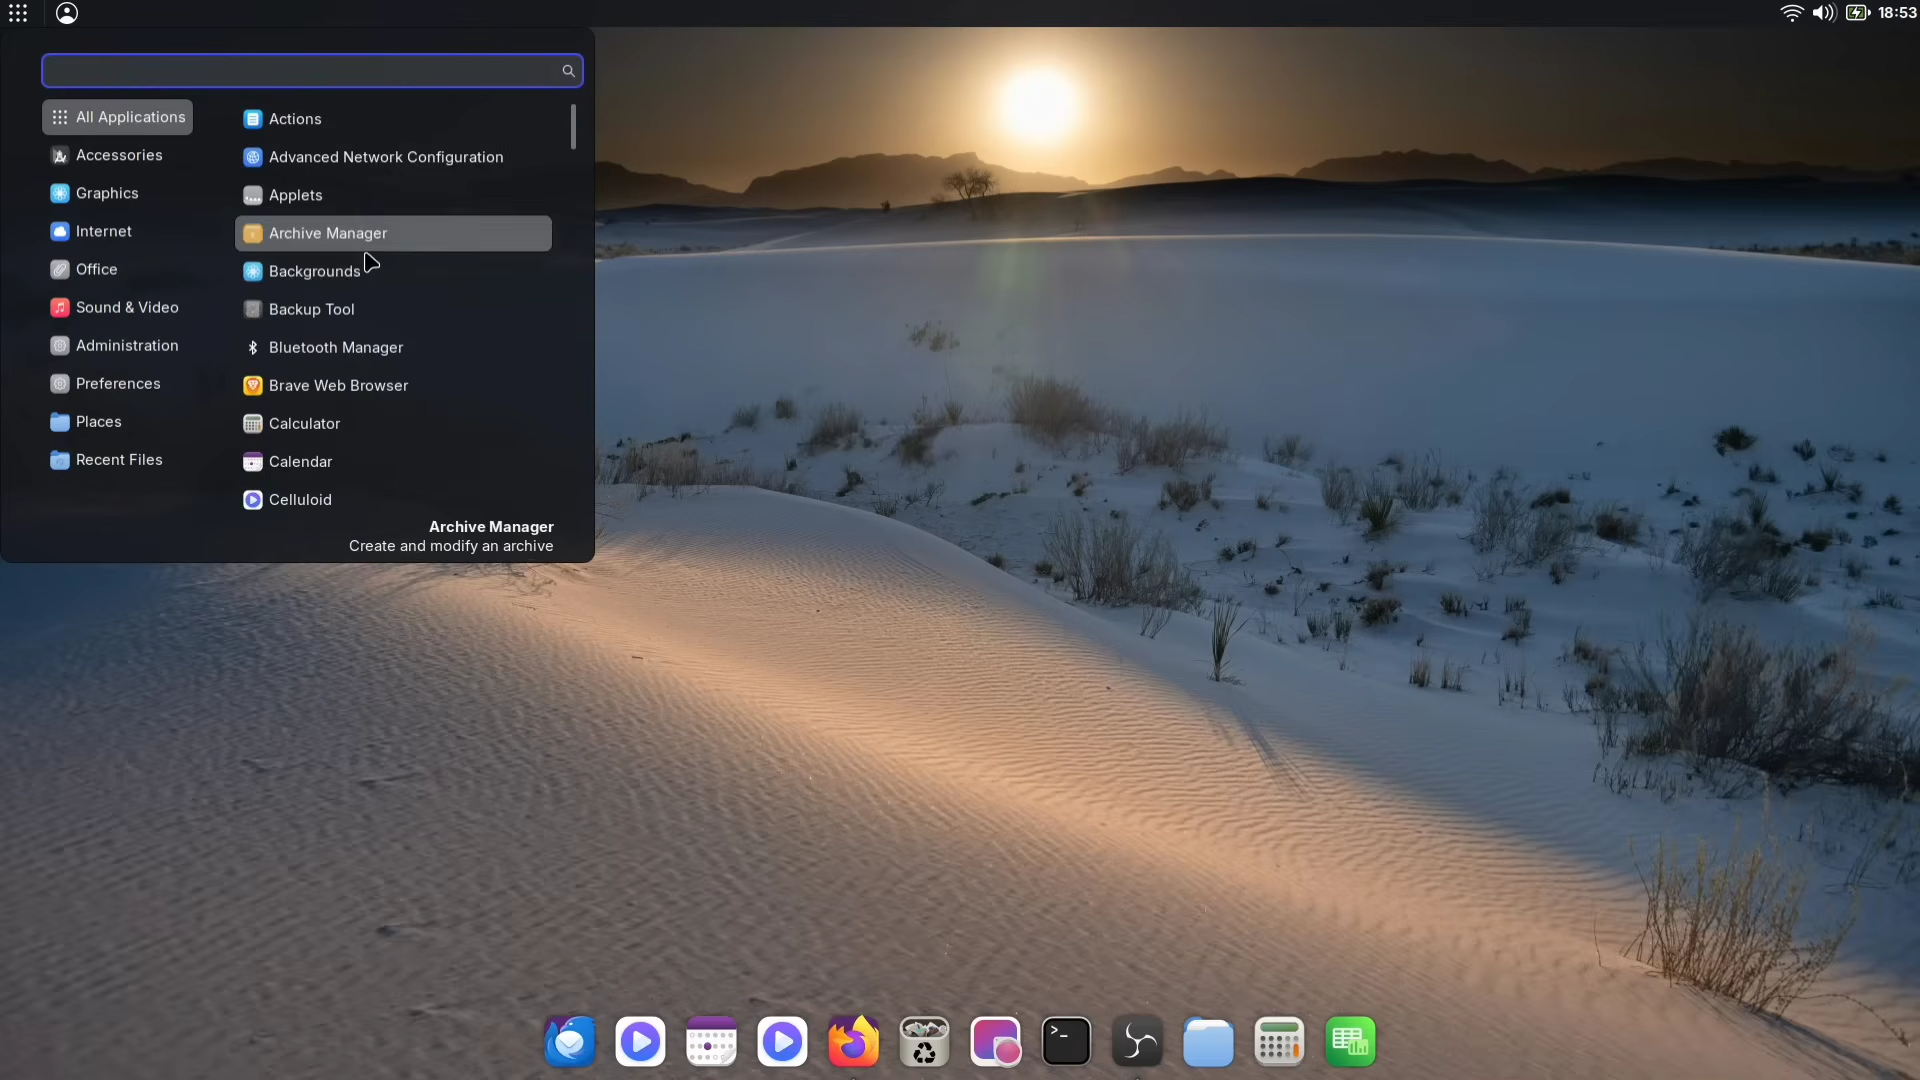 18:53
All Applications
Accessories
Graphics
Internet
Office
Sound & Video
Administration
Preferences
Places
Recent Files
Actions
Advanced Network Configuration
Applets
Archive Manager
Backgrounds
Backup Tool
Bluetooth Manager
Brave Web Browser
Calculator
Calendar
Celluloid
Archive Manager
Create and modify an archive
>_